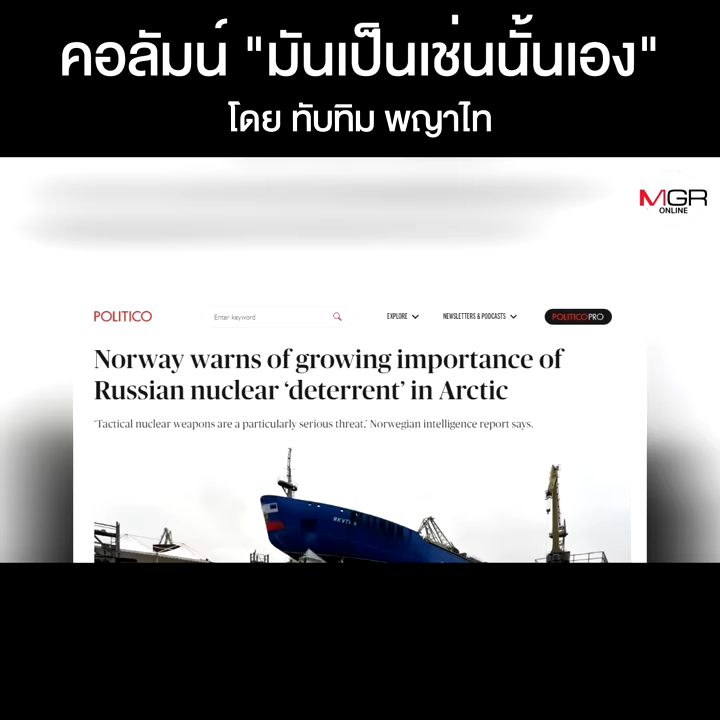 คอลัมน์ "มันเป็นเช่นนั้นเอง"
โดย ทับทิม พญาไท
MGR
ONLINE
POLITICO
Enter keyword
EXPLORE
NEWSLETTERS & PODCASTS
POLITICO PRO
Norway warns of growing importance of
Russian nuclear ‘deterrent’ in Arctic
‘Tactical nuclear weapons are a particularly serious threat,’ Norwegian intelligence report says.